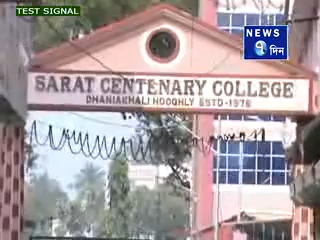 TEST SIGNAL
NEWS
দিন
SARAT CENTENARY COLLEGE
DHANIAKHALI HOOGHLY ESTD-1978